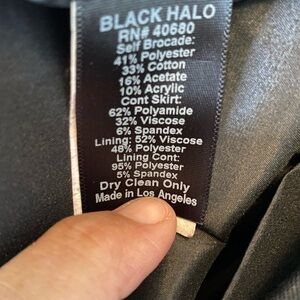 BLACK HALO
RN# 40680
Self Brocade:
41% Polyester
33% Cotton
16% Acetate
10% Acrylic
Cont Skirt:
62% Polyamide
32% Viscose
6% Spandex
Lining: 52% Viscose
48% Polyester
Lining Cont:
95% Polyester
5% Spandex
Dry Clean Only
Made in Los Angeles